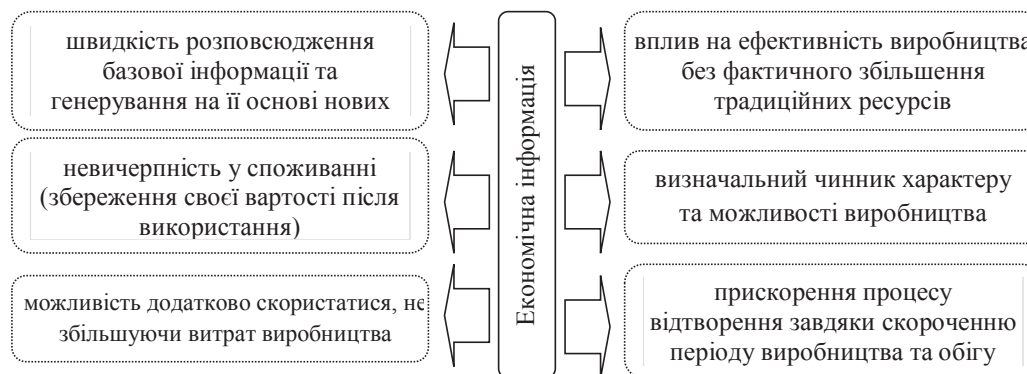 швидкість розповсюдження
базової інформації та
генерування на її основі нових
невичерпність у споживанні
(збереження своєї вартості після
використання)
можливість додатково скористатися, не
збільшуючи витрат виробництва
Економічна інформація
вплив на ефективність виробництва
без фактичного збільшення
традиційних ресурсів
визначальний чинник характеру
та можливості виробництва
прискорення процесу
відтворення завдяки скороченню
періоду виробництва та обігу